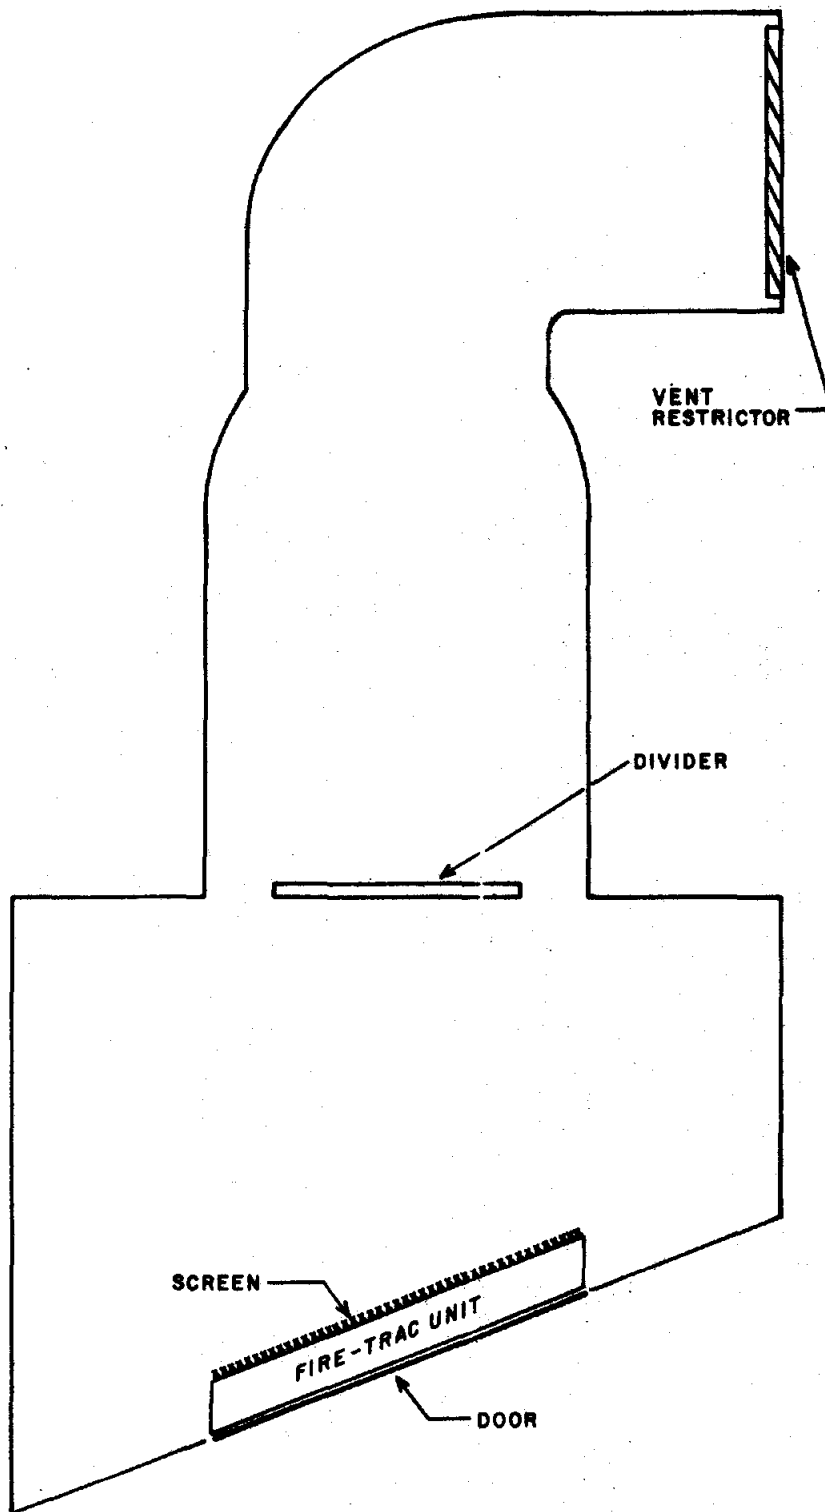 VENT
RESTRICTOR
DIVIDER
SCREEN
FIRE-TRAC UNIT
DOOR